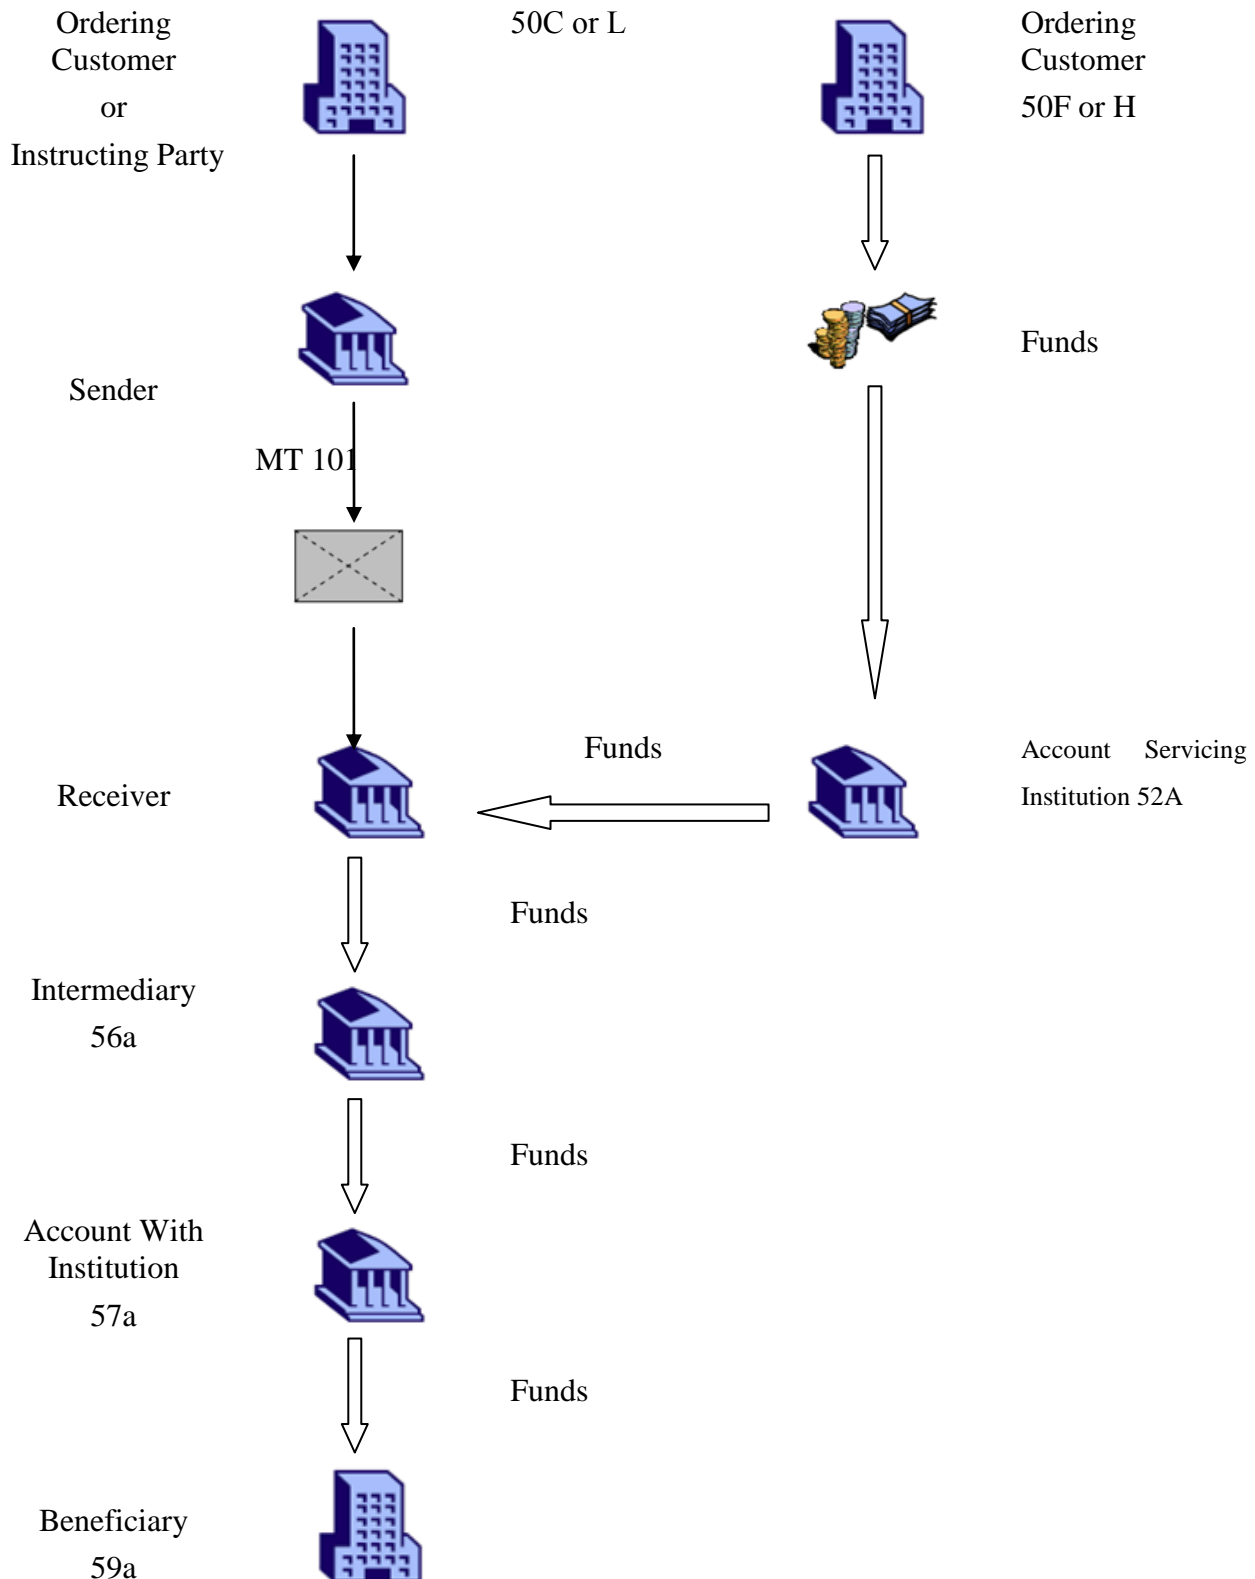 Ordering
Customer
or
Instructing Party
50C or L
Ordering
Customer
50F or H
Funds
Sender
MT 101
Funds
Account Servicing
Institution 52A
Receiver
Funds
Intermediary
56a
Funds
Account With
Institution
57a
Funds
Beneficiary
59a